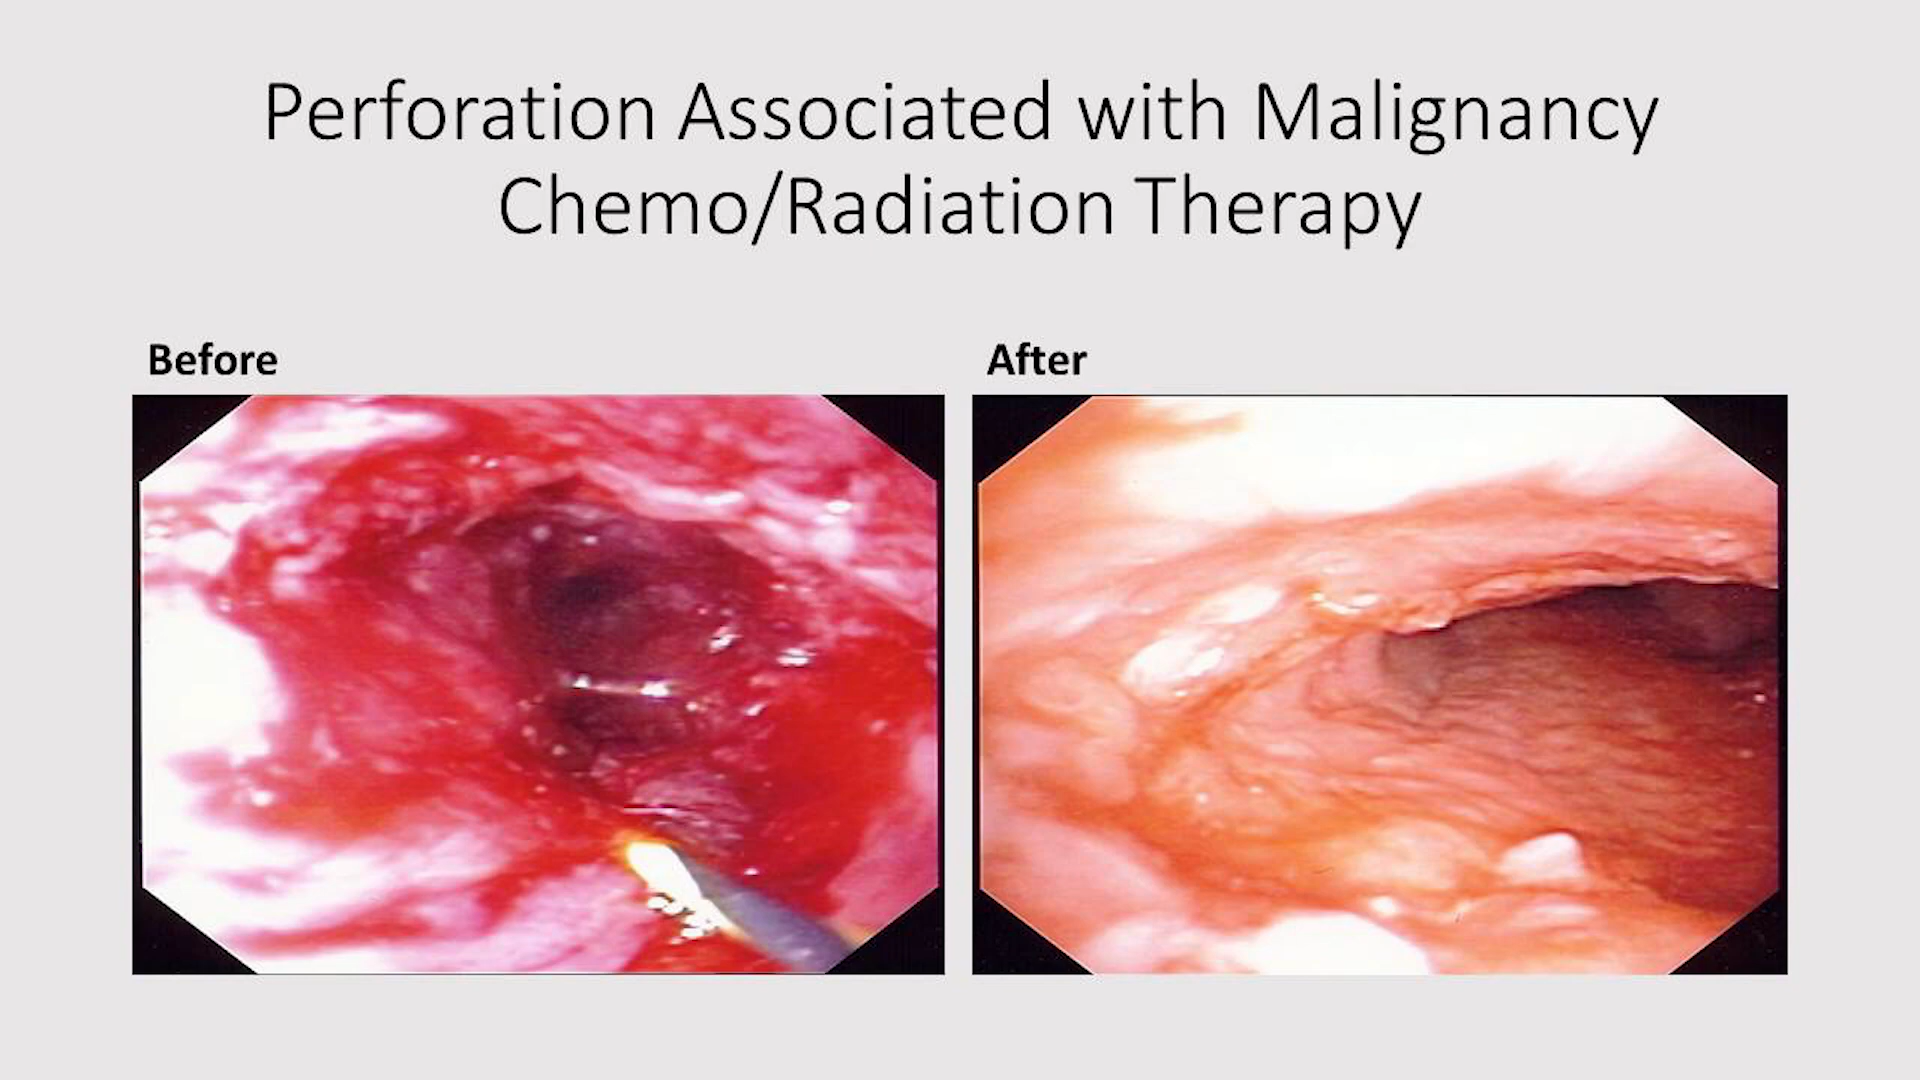 Perforation Associated with Malignancy
Chemo/Radiation Therapy
Before
After